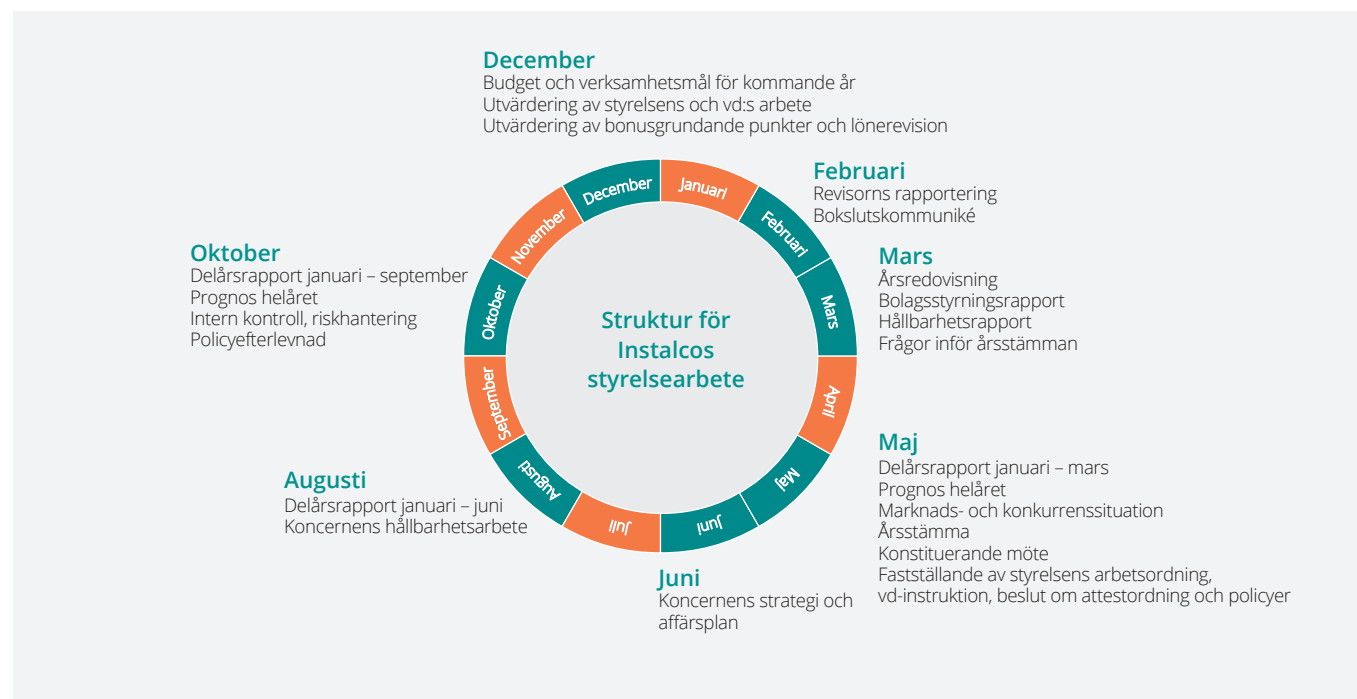 December
Budget och verksamhetsmål för kommande år
Utvärdering av styrelsens och vd:s arbete
Utvärdering av bonusgrundande punkter och lönerevision
Februari
Revisorns rapportering
Bokslutskommuniké
Mars
Årsredovisning
Bolagsstyrningsrapport
Hållbarhetsrapport
Frågor inför årsstämman
Maj
Delårsrapport januari – mars
Prognos helåret
Marknads- och konkurrenssituation
Årsstämma
Konstituerande möte
Fastställande av styrelsens arbetsordning,
vd-instruktion, beslut om attestordning och policyer
Juni
Koncernens strategi och
affärsplan
Augusti
Delårsrapport januari – juni
Koncernens hållbarhetsarbete
Oktober
Delårsrapport januari – september
Prognos helåret
Intern kontroll, riskhantering
Policyefterlevnad
Januari
Februari
Mars
April
Maj
Juni
Juli
Augusti
September
Oktober
November
December
Struktur för
Instalcos
styrelsearbete